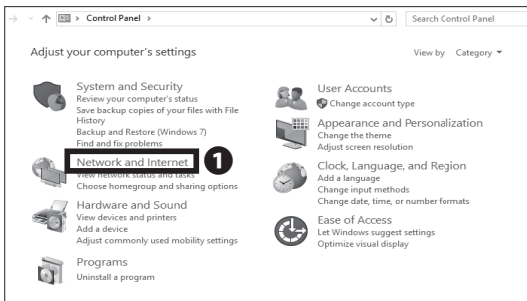 Control Panel
Search Control Panel
Adjust your computer's settings
View by Category
System and Security
Review your computer's status
Save backup copies of your files with File
History
Backup and Restore (Windows 7)
Find and fix problems
Network and Internet
1
View network status and tasks
Choose homegroup and sharing options
Hardware and Sound
View devices and printers
Add a device
Adjust commonly used mobility settings
Programs
Uninstall a program
User Accounts
Change account type
Appearance and Personalization
Change the theme
Adjust screen resolution
Clock, Language, and Region
Add a language
Change input methods
Change date, time, or number formats
Ease of Access
Let Windows suggest settings
Optimize visual display